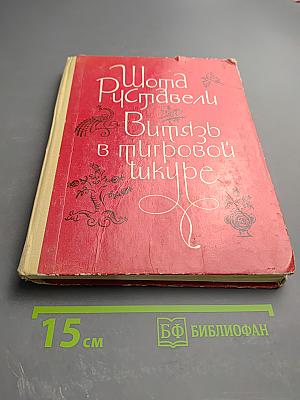 Шота
Руставели
Витязь
в тигровой
шкуре
15 см
БФ БИБЛИОФАН